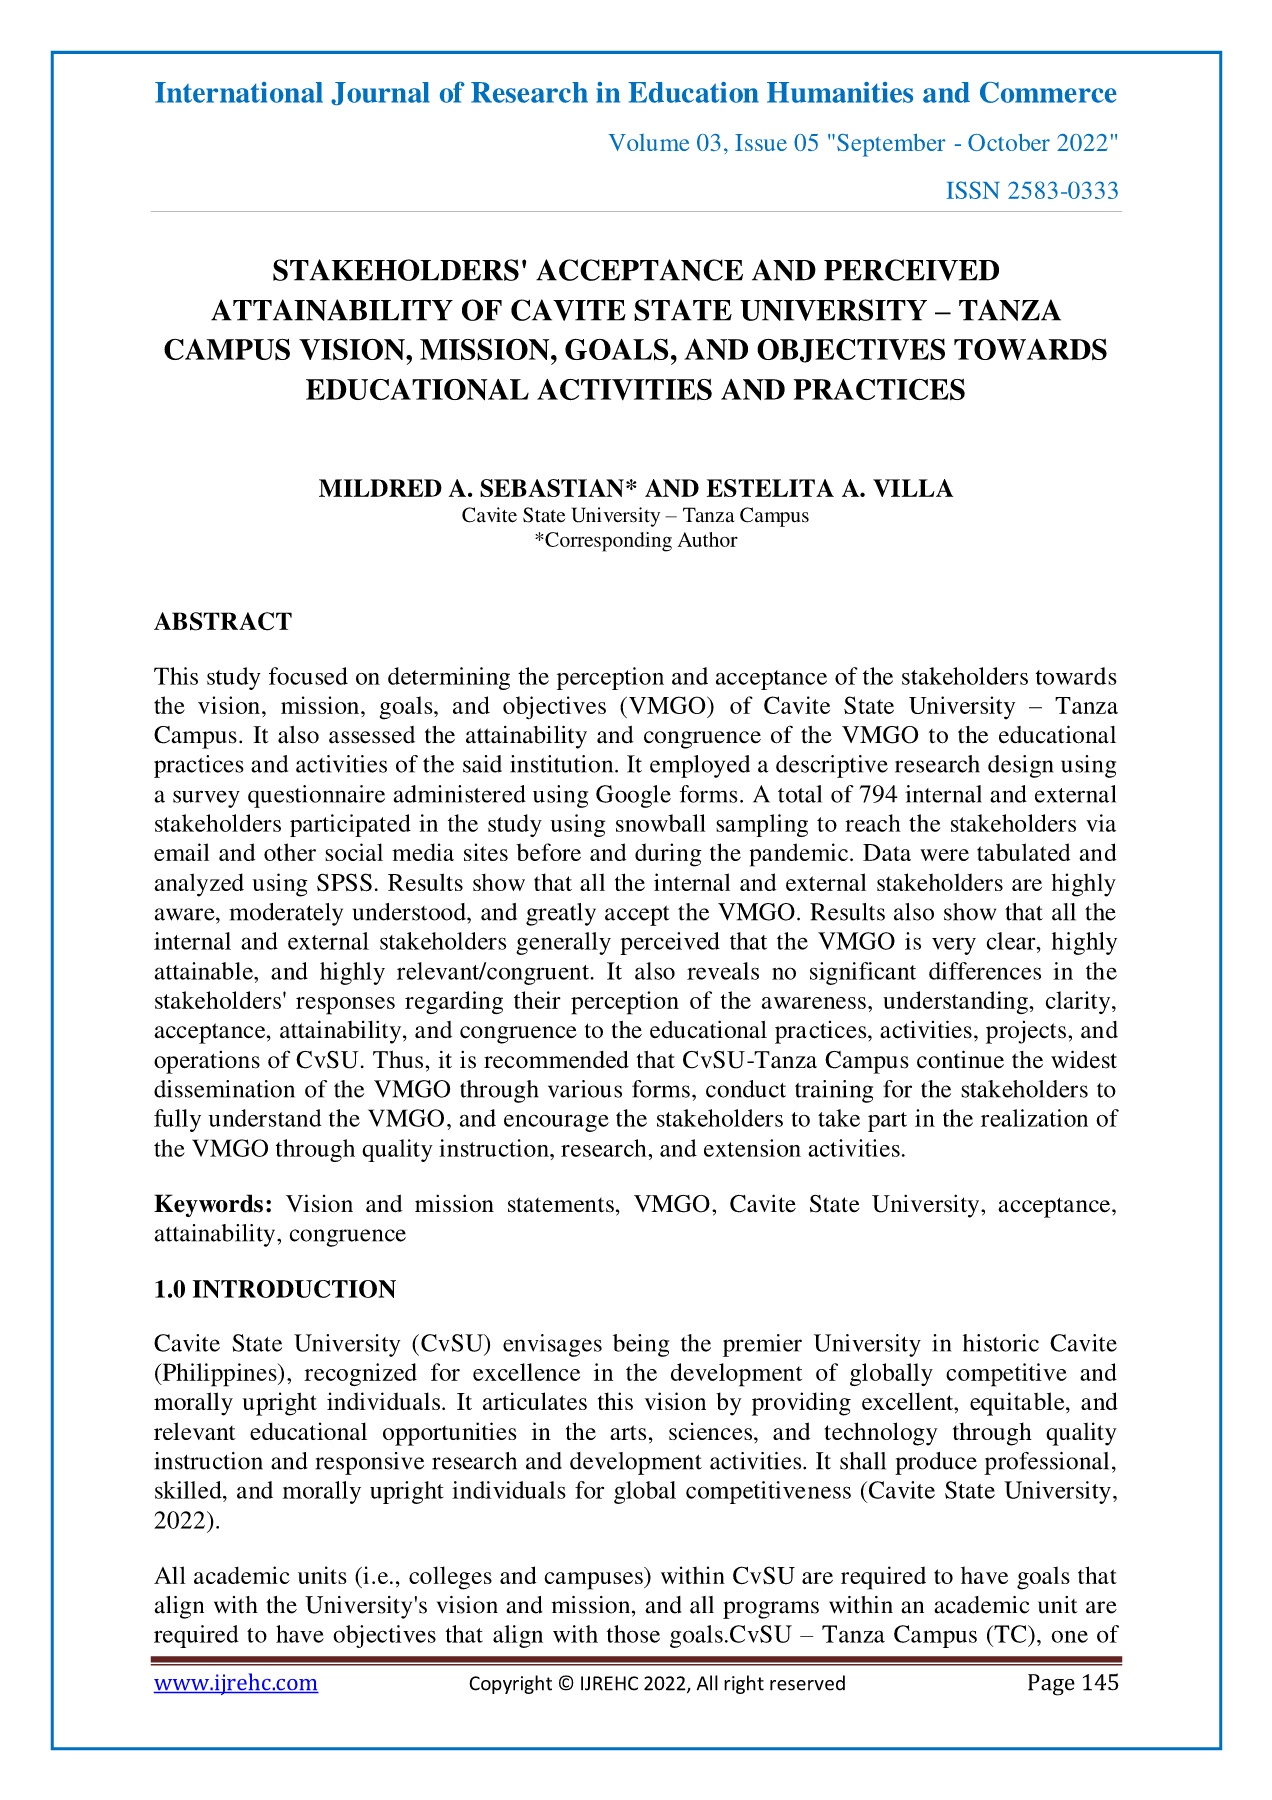 International Journal of Research in Education Humanities and Commerce
Volume 03, Issue 05 "September - October 2022"
ISSN 2583-0333
STAKEHOLDERS' ACCEPTANCE AND PERCEIVED
ATTAINABILITY OF CAVITE STATE UNIVERSITY – TANZA
CAMPUS VISION, MISSION, GOALS, AND OBJECTIVES TOWARDS
EDUCATIONAL ACTIVITIES AND PRACTICES
MILDRED A. SEBASTIAN* AND ESTELITA A. VILLA
Cavite State University – Tanza Campus
*Corresponding Author
ABSTRACT
This study focused on determining the perception and acceptance of the stakeholders towards
the vision, mission, goals, and objectives (VMGO) of Cavite State University – Tanza
Campus. It also assessed the attainability and congruence of the VMGO to the educational
practices and activities of the said institution. It employed a descriptive research design using
a survey questionnaire administered using Google forms. A total of 794 internal and external
stakeholders participated in the study using snowball sampling to reach the stakeholders via
email and other social media sites before and during the pandemic. Data were tabulated and
analyzed using SPSS. Results show that all the internal and external stakeholders are highly
aware, moderately understood, and greatly accept the VMGO. Results also show that all the
internal and external stakeholders generally perceived that the VMGO is very clear, highly
attainable, and highly relevant/congruent. It also reveals no significant differences in the
stakeholders' responses regarding their perception of the awareness, understanding, clarity,
acceptance, attainability, and congruence to the educational practices, activities, projects, and
operations of CvSU. Thus, it is recommended that CvSU-Tanza Campus continue the widest
dissemination of the VMGO through various forms, conduct training for the stakeholders to
fully understand the VMGO, and encourage the stakeholders to take part in the realization of
the VMGO through quality instruction, research, and extension activities.
Keywords: Vision and mission statements, VMGO, Cavite State University, acceptance,
attainability, congruence
1.0 INTRODUCTION
Cavite State University (CvSU) envisages being the premier University in historic Cavite
(Philippines), recognized for excellence in the development of globally competitive and
morally upright individuals. It articulates this vision by providing excellent, equitable, and
relevant educational opportunities in the arts, sciences, and technology through quality
instruction and responsive research and development activities. It shall produce professional,
skilled, and morally upright individuals for global competitiveness (Cavite State University,
2022).
All academic units (i.e., colleges and campuses) within CvSU are required to have goals that
align with the University's vision and mission, and all programs within an academic unit are
required to have objectives that align with those goals.CvSU – Tanza Campus (TC), one of
www.ijrehc.com Copyright © IJREHC 2022, All right reserved Page 145